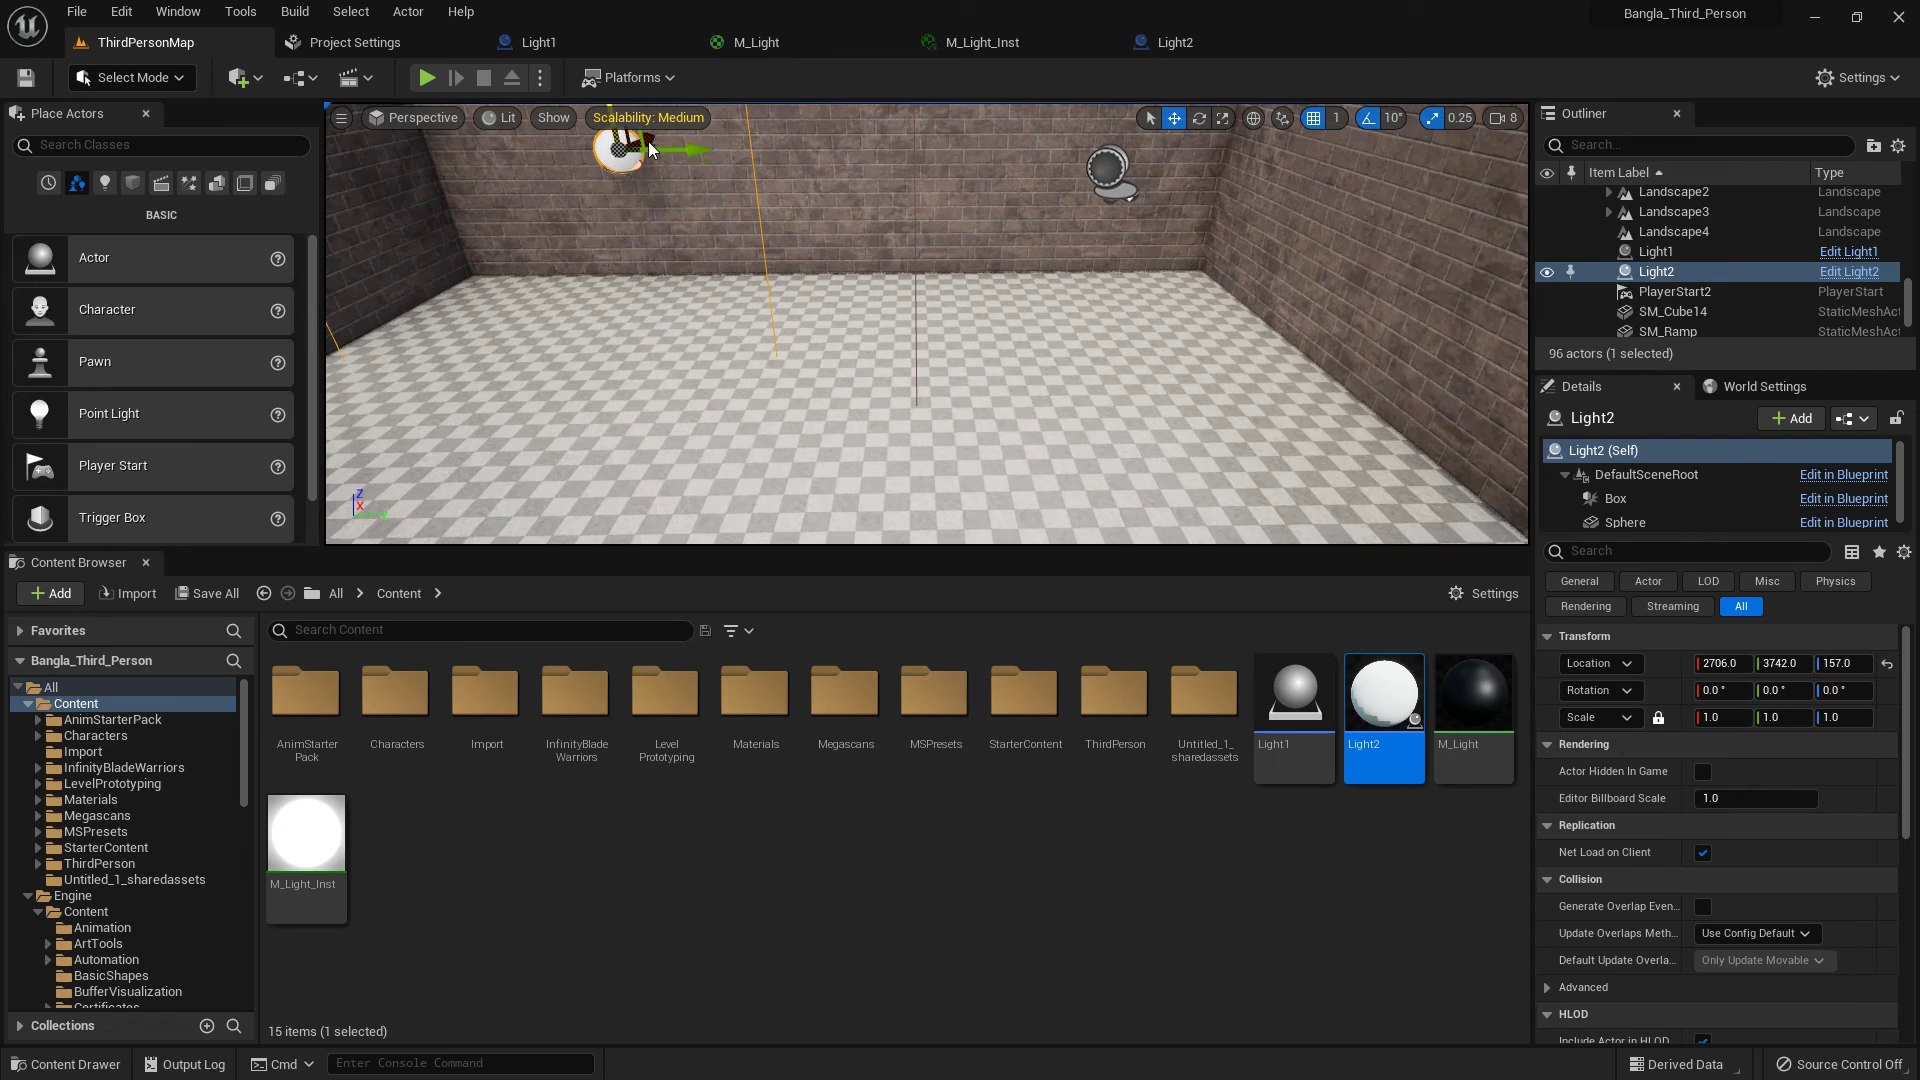 File Edit Window Tools Build Select Actor Help
Bangla_Third_Person
ThirdPersonMap Project Settings Light1 M_Light M_Light_Inst Light2
Select Mode Platforms Settings
Place Actors
Search Classes
BASIC
Actor
Character
Pawn
Point Light
Player Start
Trigger Box
Perspective Lit Show Scalability: Medium 1 10° 0.25 8
Z
X
Outliner
Search...
Item Label Type
Landscape2 Landscape
Landscape3 Landscape
Landscape4 Landscape
Light1 Edit Light1
Light2 Edit Light2
PlayerStart2 PlayerStart
SM_Cube14 StaticMeshAct
SM_Ramp StaticMeshAct
96 actors (1 selected)
Details World Settings
Light2 Add
Light2 (Self)
DefaultSceneRoot Edit in Blueprint
Box Edit in Blueprint
Sphere Edit in Blueprint
Search
General Actor LOD Misc Physics
Rendering Streaming All
Transform
Location 2706.0 3742.0 157.0
Rotation 0.0° 0.0° 0.0°
Scale 1.0 1.0 1.0
Rendering
Actor Hidden In Game
Editor Billboard Scale 1.0
Replication
Net Load on Client
Collision
Generate Overlap Even...
Update Overlaps Meth... Use Config Default
Default Update Overla... Only Update Movable
Advanced
HLOD
Include Actor in HLOD
Content Browser
Add Import Save All All Content Settings
Favorites
Bangla_Third_Person
All
Content
AnimStarterPack
Characters
Import
InfinityBladeWarriors
LevelPrototyping
Materials
Megascans
MSPresets
StarterContent
ThirdPerson
Untitled_1_sharedassets
Engine
Content
Animation
ArtTools
Automation
BasicShapes
BufferVisualization
Certificates
Collections
Search Content
AnimStarter
Pack
Characters
Import
InfinityBlade
Warriors
Level
Prototyping
Materials
Megascans
MSPresets
StarterContent
ThirdPerson
Untitled_1_
sharedassets
Light1
Light2
M_Light
M_Light_Inst
15 items (1 selected)
Content Drawer Output Log Cmd Enter Console Command Derived Data Source Control Off